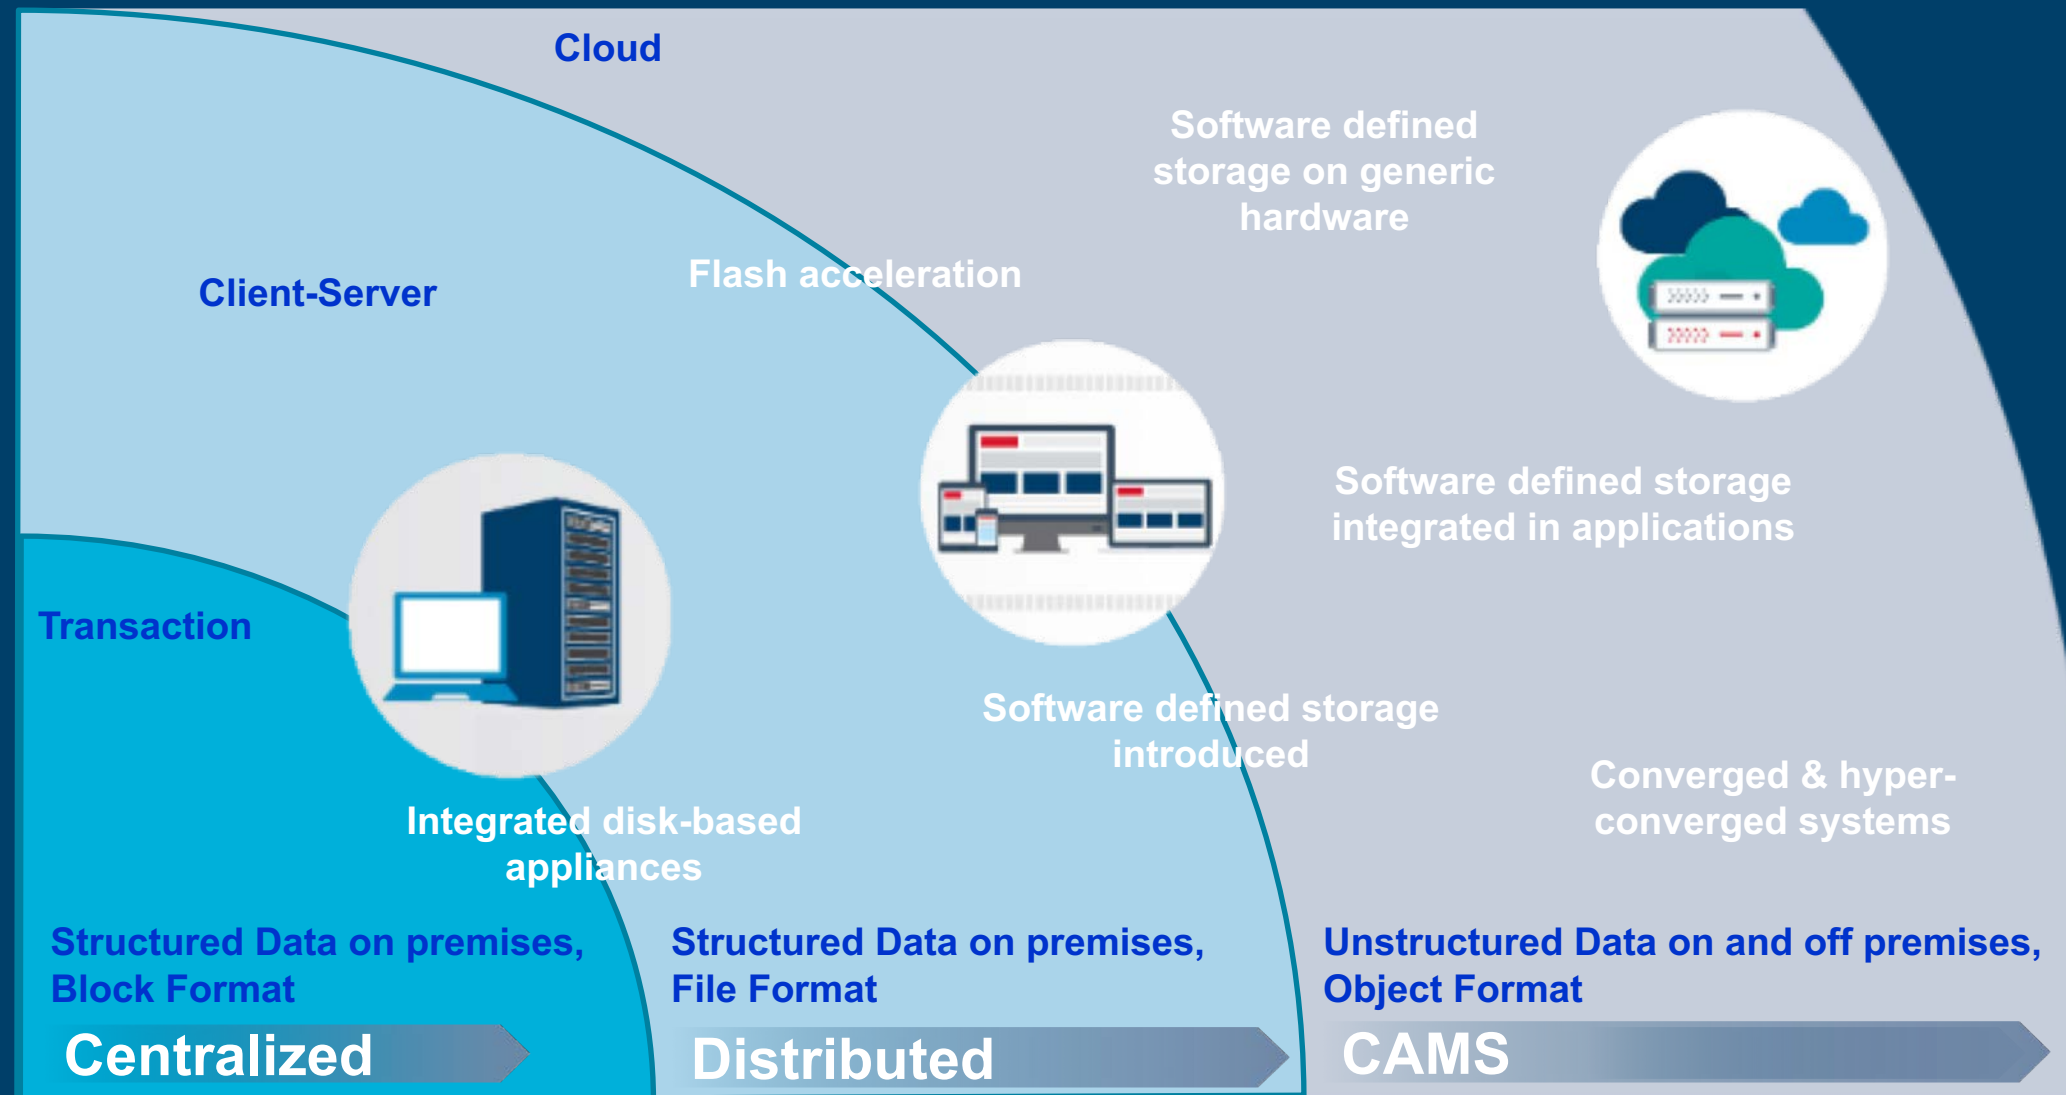 Cloud
Software defined
storage on generic
hardware
Flash acceleration
Client-Server
Software defined storage
integrated in applications
Transaction
Software defined storage
introduced
Converged & hyper-
converged systems
Integrated disk-based
appliances
Structured Data on premises,
Block Format
Structured Data on premises,
File Format
Unstructured Data on and off premises,
Object Format
Centralized
Distributed
CAMS